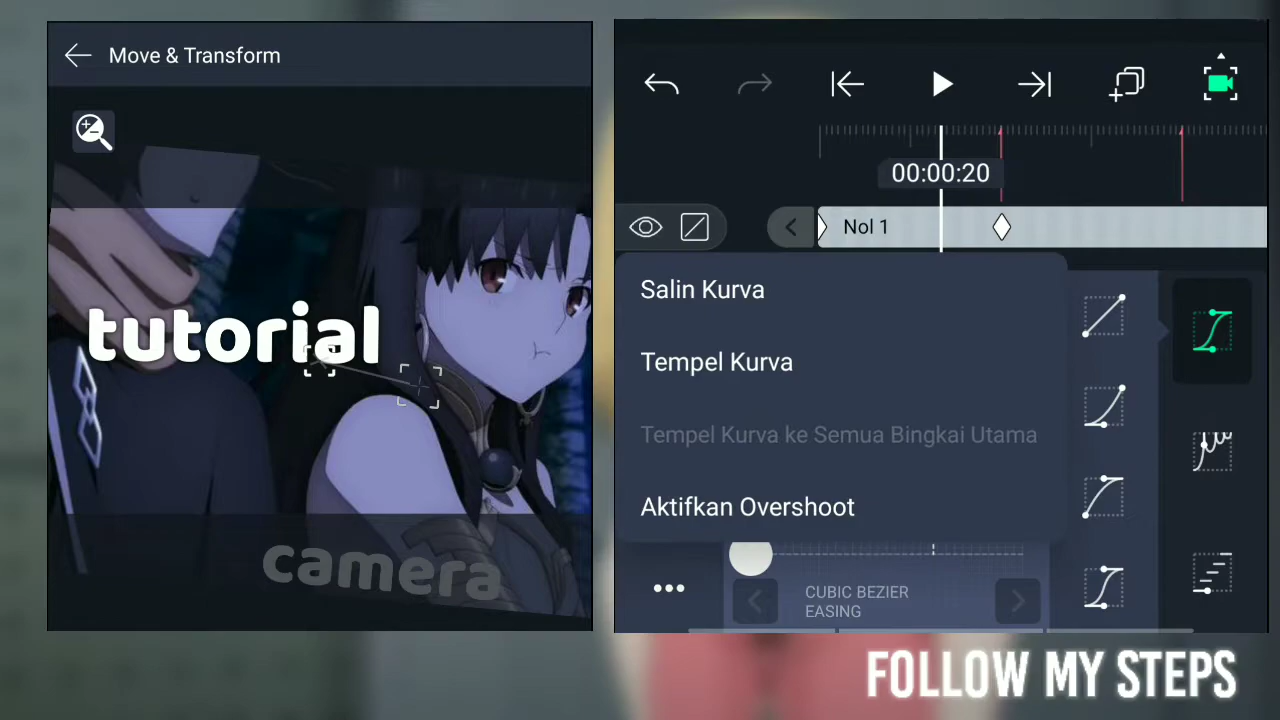 Move & Transform
tutorial
camera
00:00:20
Nol 1
Salin Kurva
Tempel Kurva
Tempel Kurva ke Semua Bingkai Utama
Aktifkan Overshoot
CUBIC BEZIER
EASING
FOLLOW MY STEPS